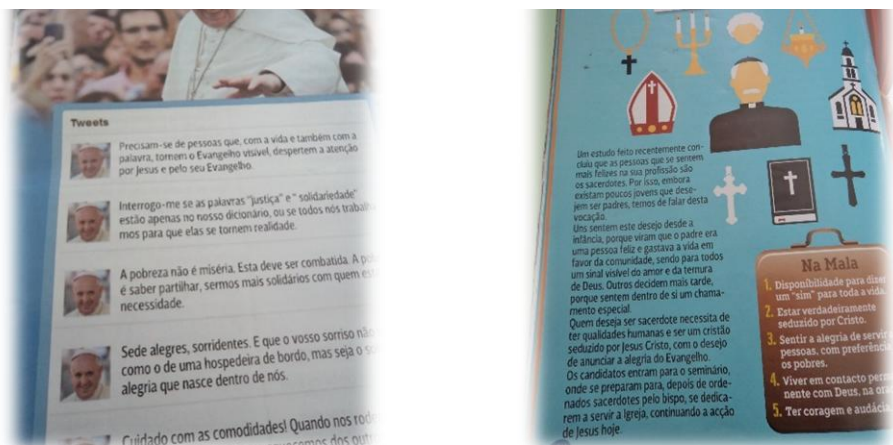 Tweets
Precisam-se de pessoas que, com a vida e também com a
palavra, tornem o Evangelho visível, despertem a atenção
por Jesus e pelo seu Evangelho.
Interrogo-me se as palavras "justiça" e " solidariedade"
estão apenas no nosso dicionário, ou se todos nós
mos para que elas se tornem realidade.
A pobreza não é miséria. Esta deve ser combatida. A
é saber partilhar, sermos mais solidários com quem
necessidade.
Sede alegres, sorridentes. E que o vosso sorriso não
como o de uma hospedeira de bordo, mas seja o
alegria que nasce dentro de nós.
Cuidado com as comodidades! Quando nos
dos
Um estudo feito recentemente con-
cluiu que as pessoas que se sentem
mais felizes na sua profissão são
os sacerdotes. Por isso, embora
existam poucos jovens que dese-
jem ser padres, temos de falar desta
vocação.
Uns sentem este desejo desde a
infância, porque viram que o padre era
uma pessoa feliz e gastava a vida em
favor da comunidade, sendo para todos
um sinal visível do amor e da ternura
de Deus. Outros decidem mais tarde,
porque sentem dentro de si um chama-
mento especial.
Quem deseja ser sacerdote necessita de
ter qualidades humanas e ser um cristão
seduzido por Jesus Cristo, com o desejo
de anunciar a alegria do Evangelho.
Os candidatos entram para o seminário,
onde se preparam para, depois de orde-
nados sacerdotes pelo bispo, se dedica-
rem a servir a Igreja, continuando a acção
de Jesus hoje.
Na Mala
1. Disponibilidade para dizer
um "sim" para toda a vida.
2. Estar verdadeiramente
seduzido por Cristo.
3. Sentir a alegria de servir
pessoas, com preferência
os pobres.
4. Viver em contacto
nente com Deus, na
5. Ter coragem e audácia,